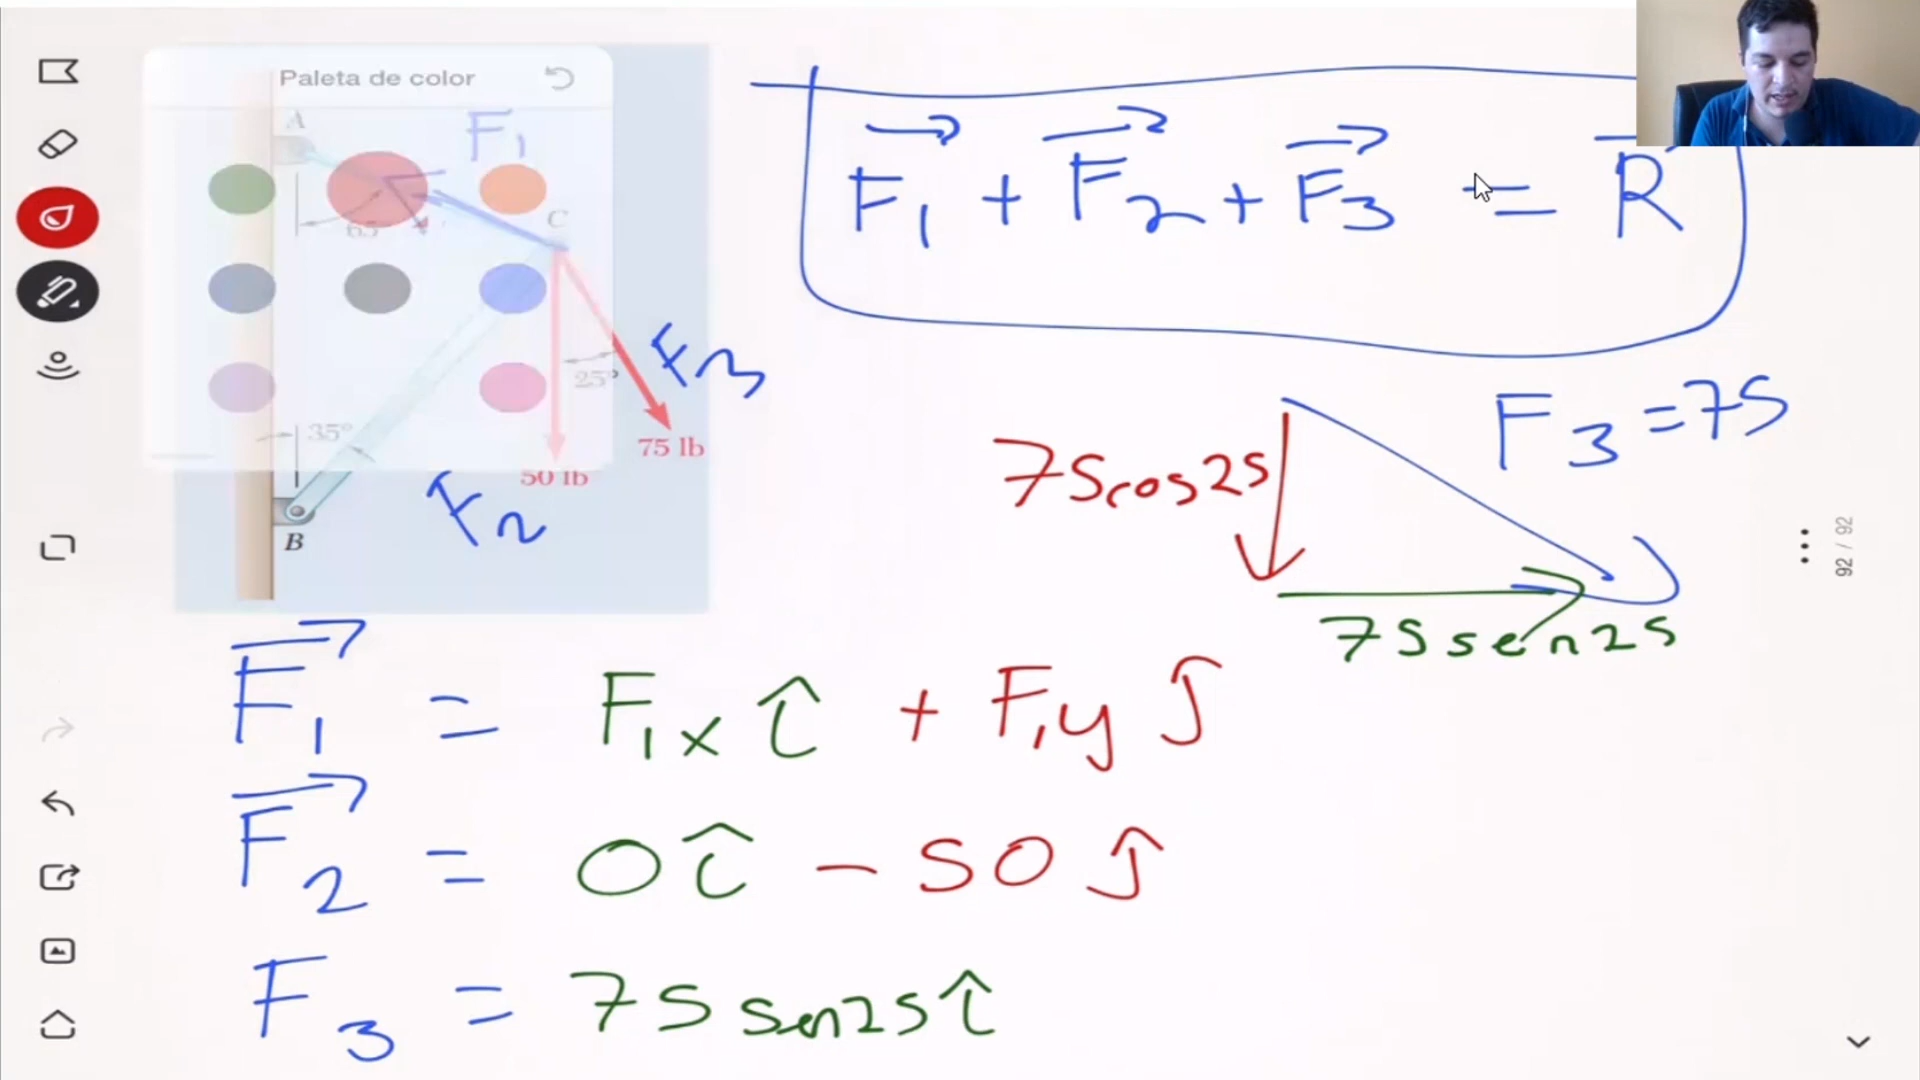 Paleta de color
A
F₁
65°
C
25°
F₃
75 lb
50 lb
35°
F₂
B
F₁ + F₂ + F₃ = R
F₃ = 75
75cos25
75sen25
F₁ = F₁x î + F₁y ĵ
F₂ = 0 î - 50 ĵ
F₃ = 75 sen25 î
92 / 92